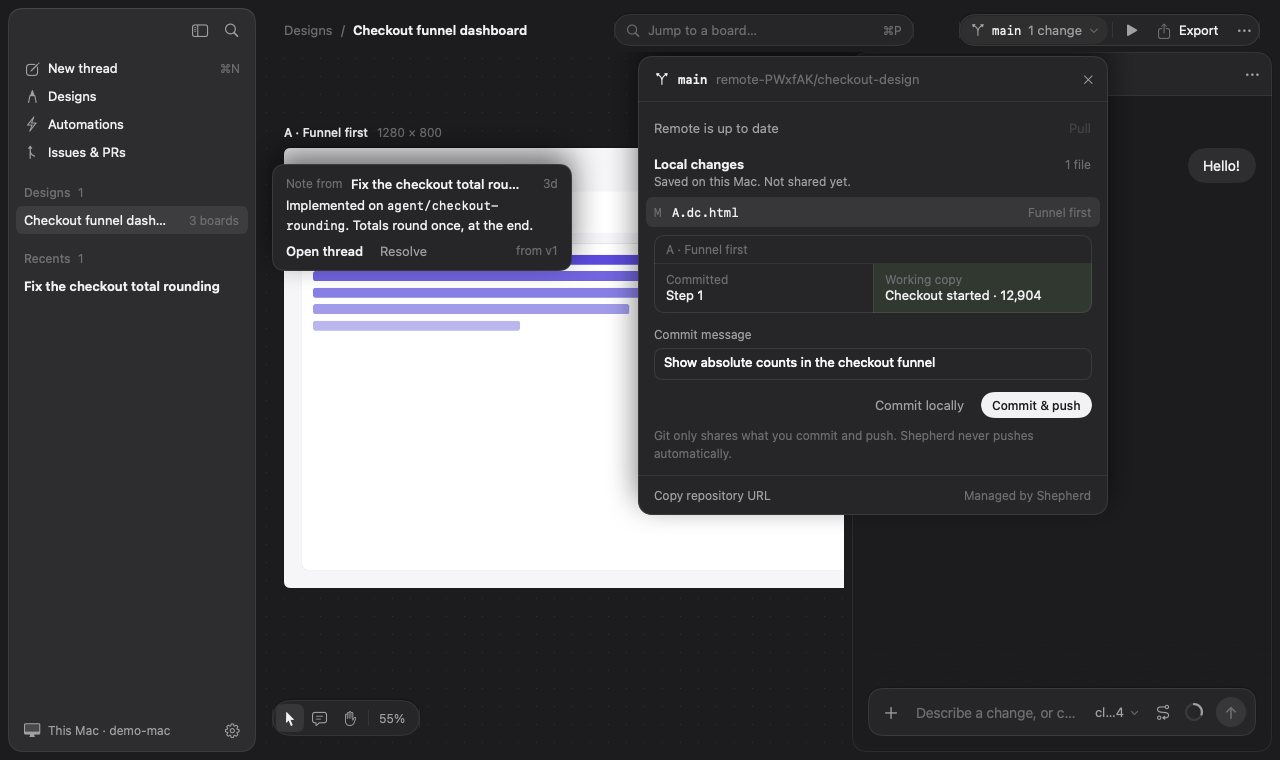 New thread ⌘N
Designs
Automations
Issues & PRs
Designs 1
Checkout funnel dash... 3 boards
Recents 1
Fix the checkout total rounding
This Mac · demo-mac
Designs / Checkout funnel dashboard
Jump to a board... ⌘P
main 1 change
Export
A · Funnel first 1280 × 800
Note from Fix the checkout total rou... 3d
Implemented on agent/checkout-
rounding. Totals round once, at the end.
Open thread Resolve from v1
55%
main remote-PWxfAK/checkout-design
Remote is up to date Pull
Local changes 1 file
Saved on this Mac. Not shared yet.
M A.dc.html Funnel first
A · Funnel first
Committed
Step 1
Working copy
Checkout started · 12,904
Commit message
Show absolute counts in the checkout funnel
Commit locally Commit & push
Git only shares what you commit and push. Shepherd never pushes
automatically.
Copy repository URL Managed by Shepherd
Hello!
Describe a change, or c... cl...4